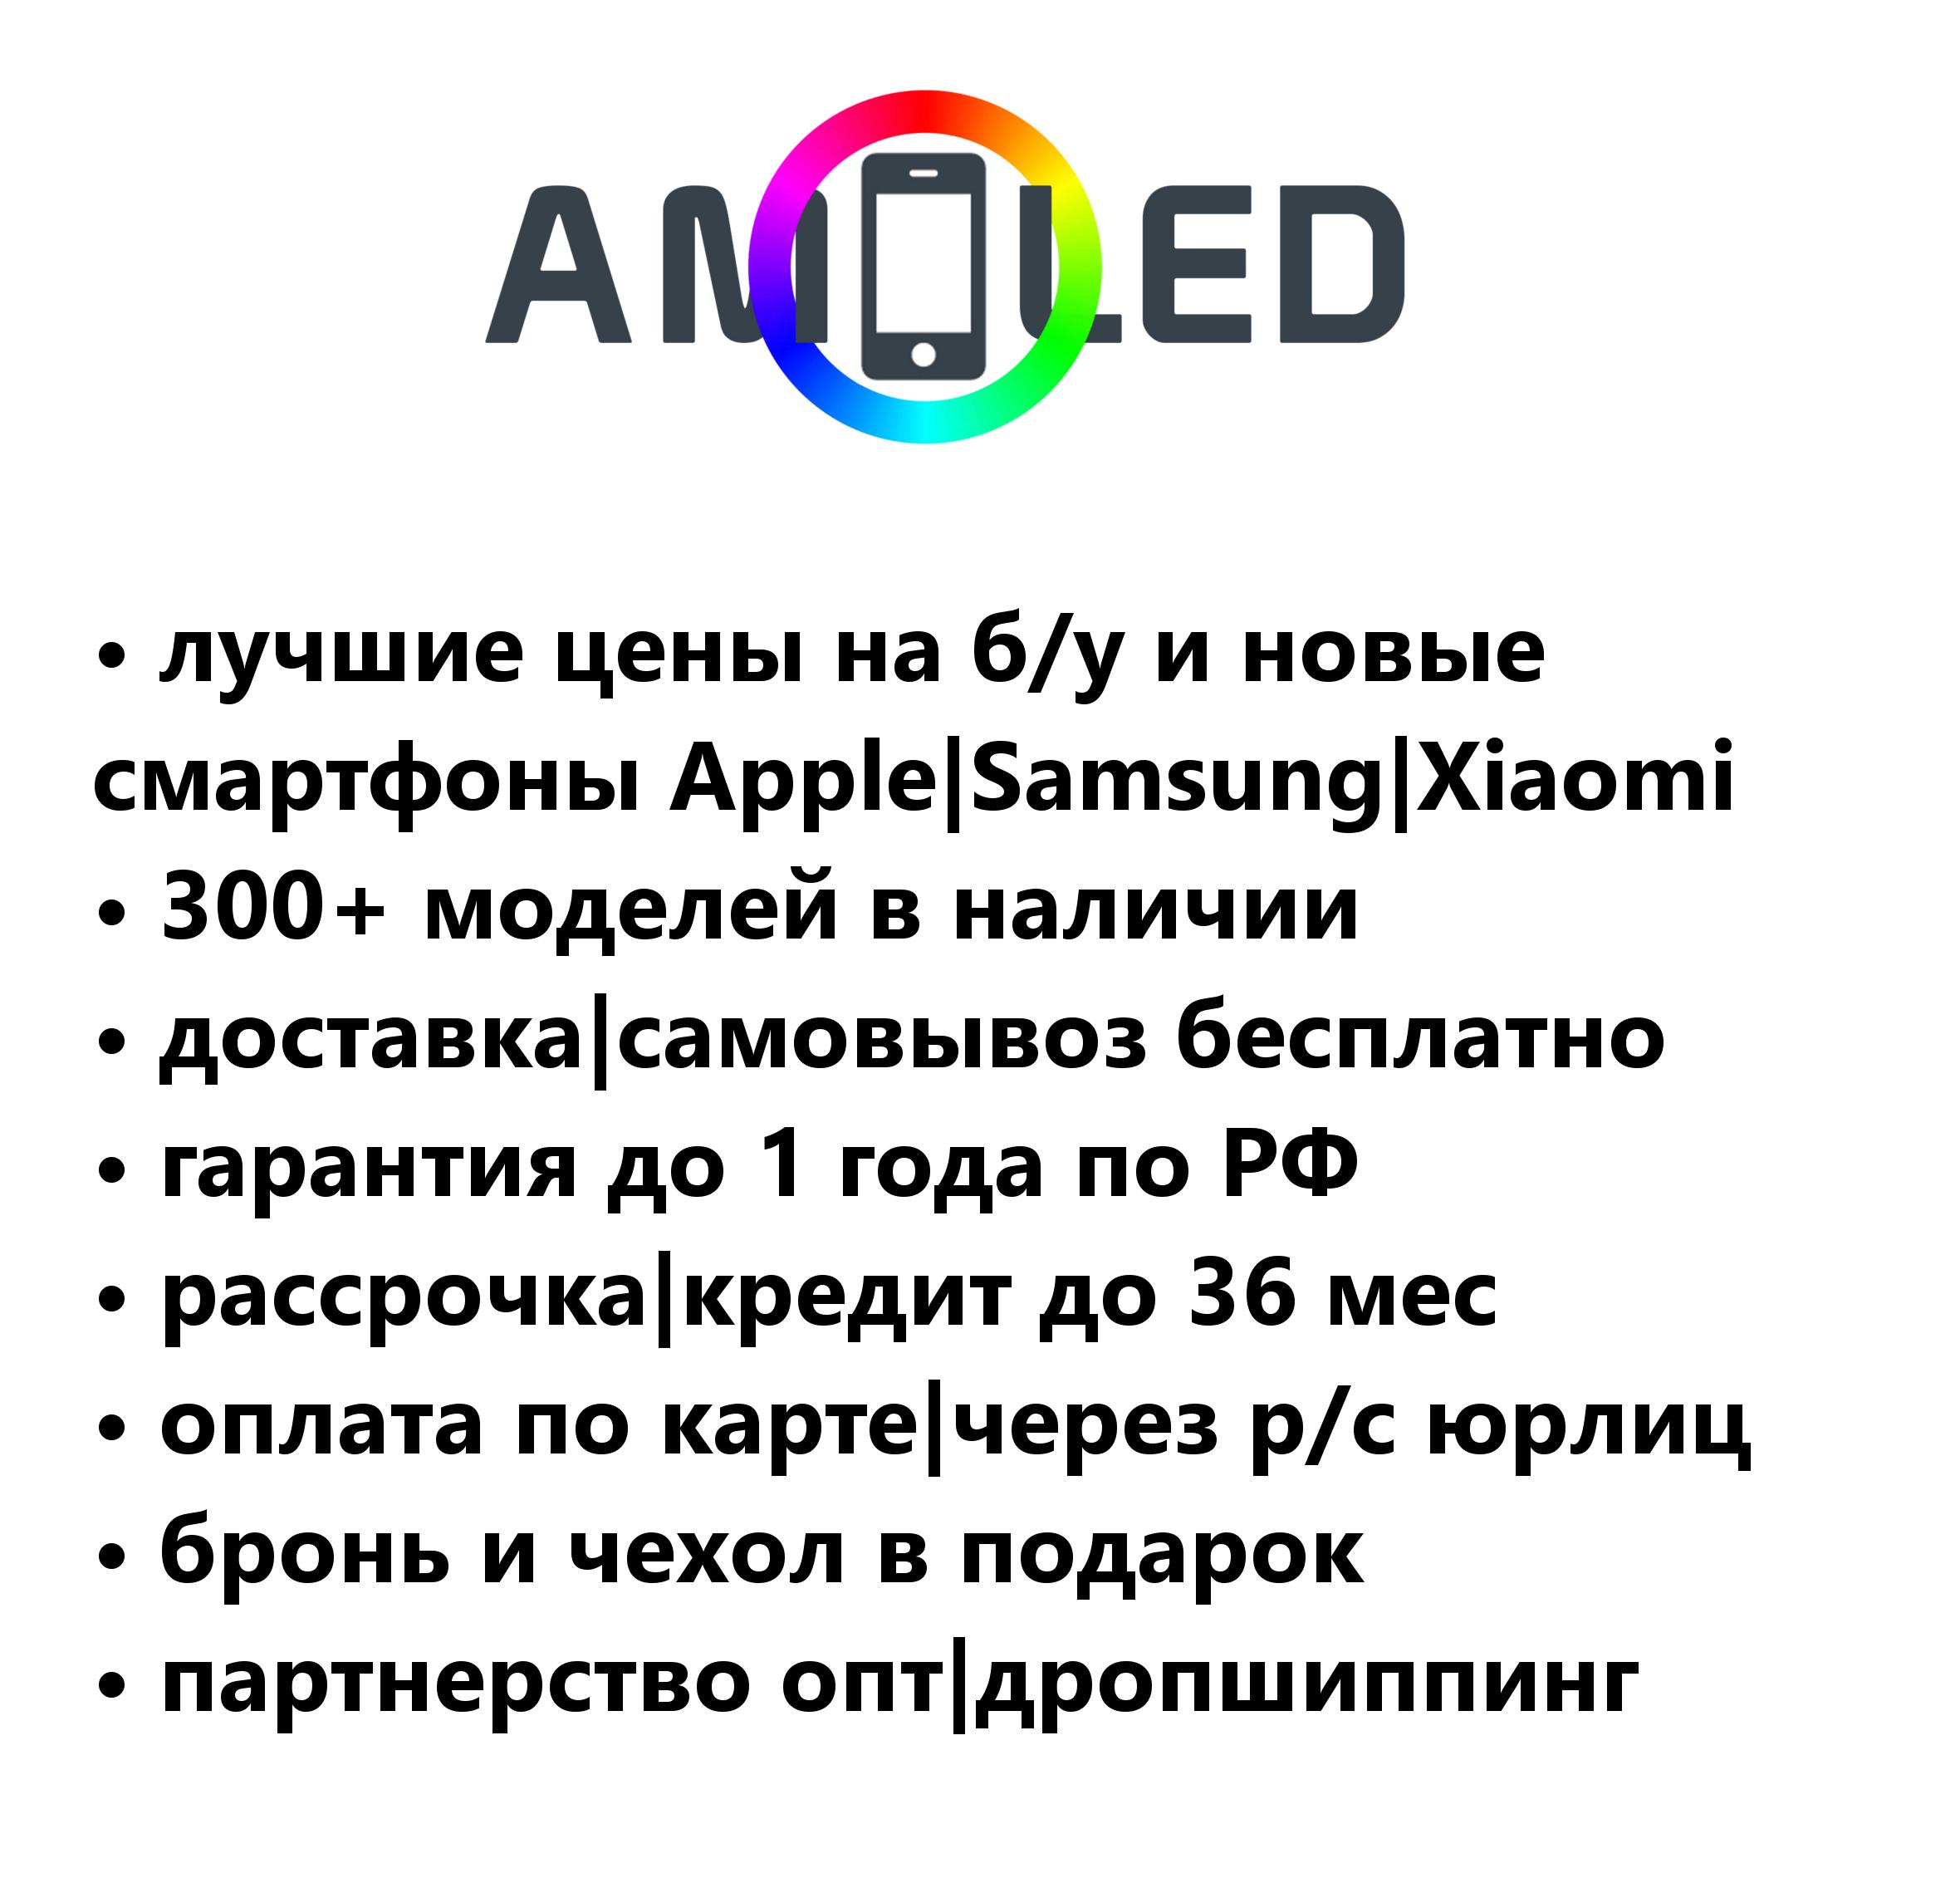 AMOLED
• лучшие цены на б/у и новые
смартфоны Apple|Samsung|Xiaomi
• 300+ моделей в наличии
• доставка|самовывоз бесплатно
• гарантия до 1 года по РФ
• рассрочка|кредит до 36 мес
• оплата по карте|через р/с юрлиц
• бронь и чехол в подарок
• партнерство опт|дропшиппинг